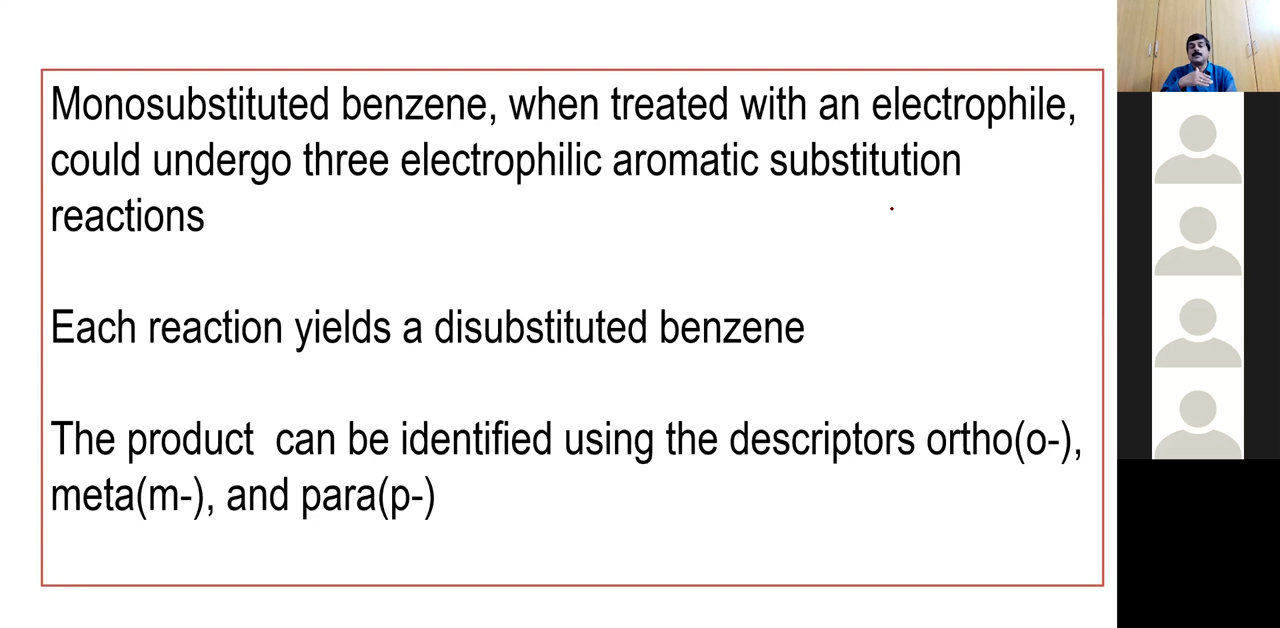 Monosubstituted benzene, when treated with an electrophile,
could undergo three electrophilic aromatic substitution
reactions
Each reaction yields a disubstituted benzene
The product  can be identified using the descriptors ortho(o-),
meta(m-), and para(p-)